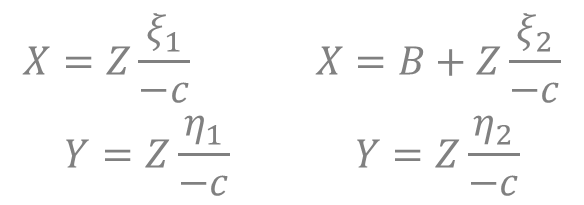 X = Z ξ₁/−c    X = B + Z ξ₂/−c
Y = Z η₁/−c    Y = Z η₂/−c